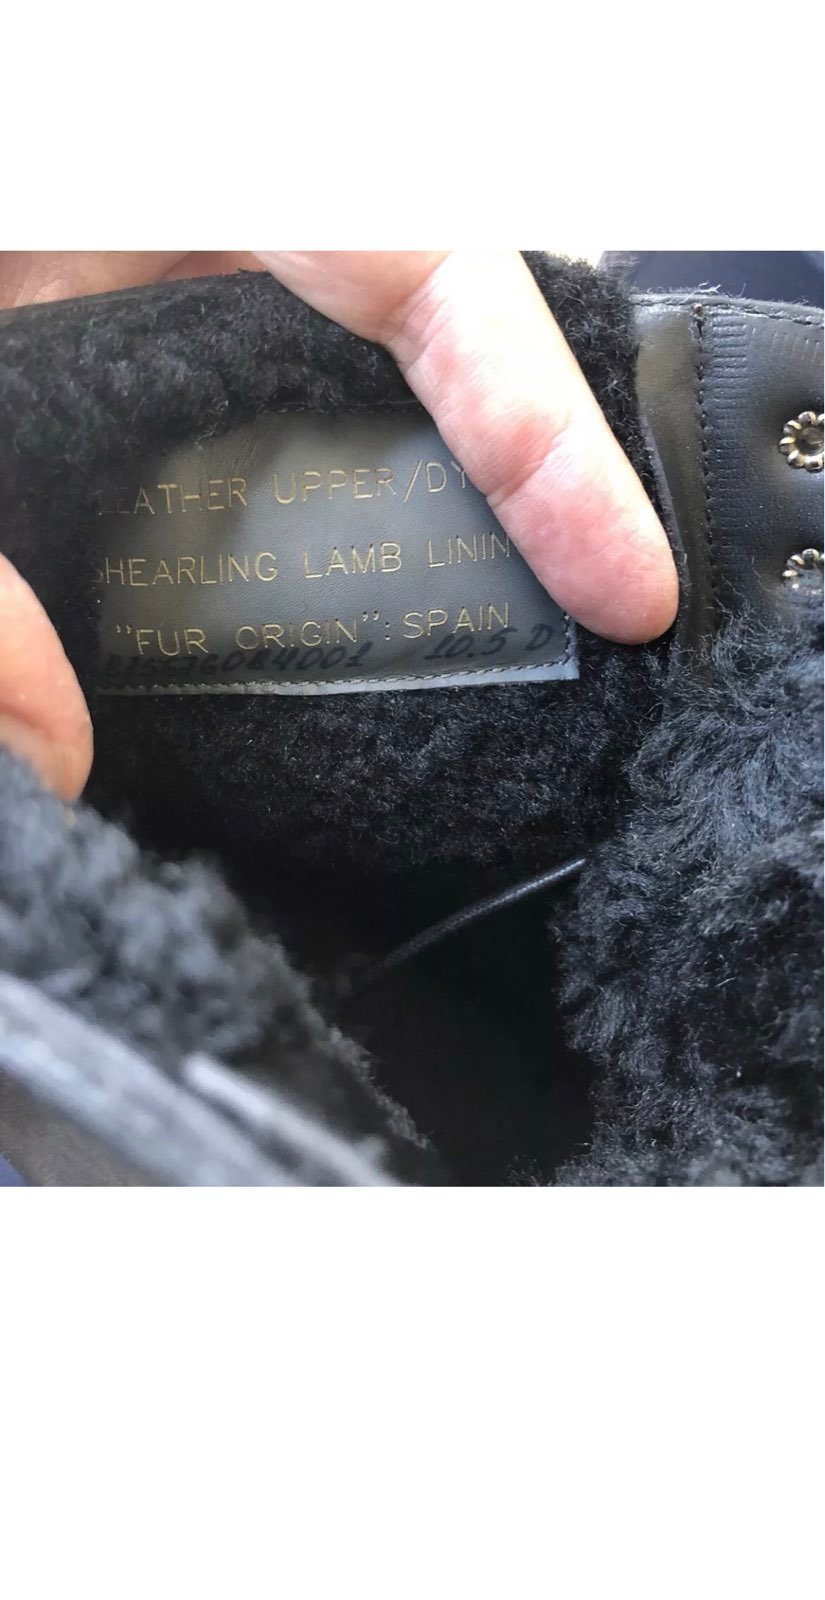 LEATHER UPPER/DY
SHEARLING LAMB LININ
"FUR ORIGIN": SPAIN
10.5 D